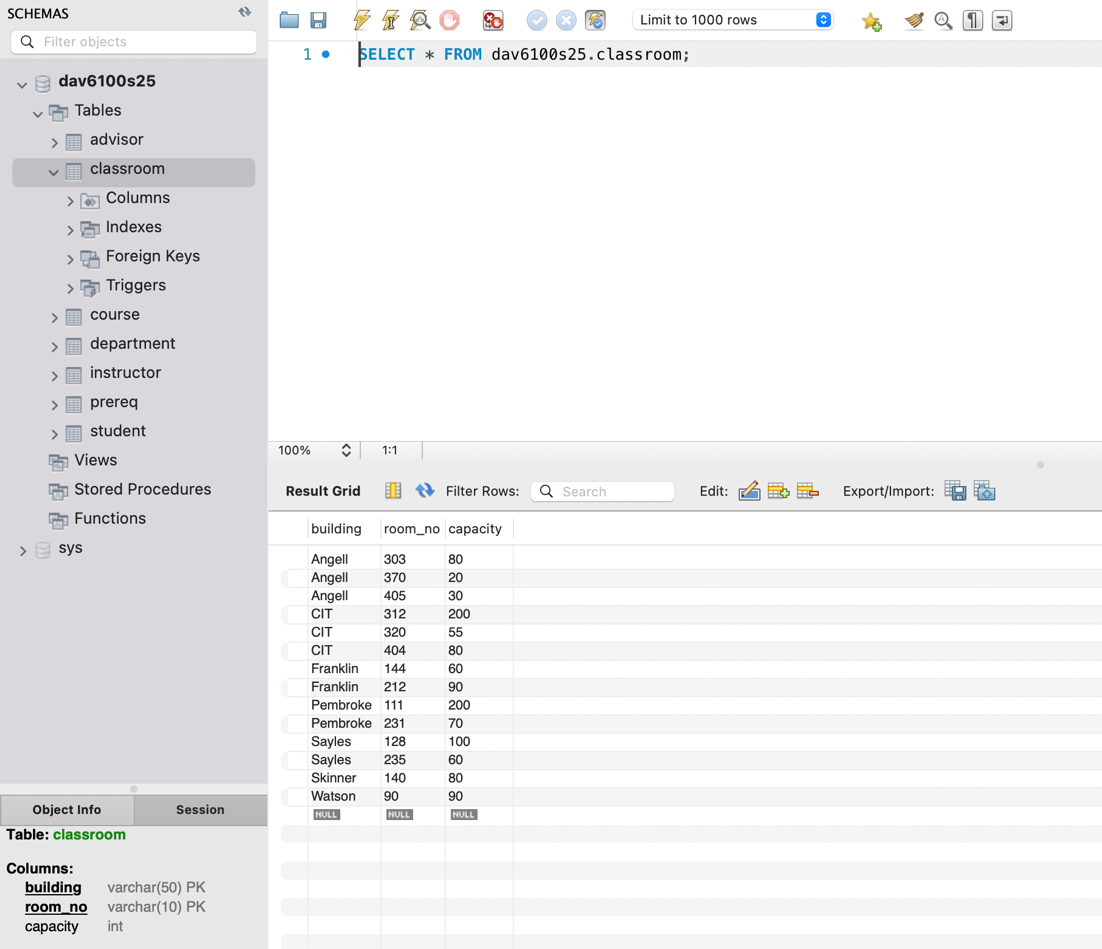 SCHEMAS
Filter objects
dav6100s25
Tables
advisor
classroom
Columns
Indexes
Foreign Keys
Triggers
course
department
instructor
prereq
student
Views
Stored Procedures
Functions
sys
Object Info Session
Table: classroom
Columns:
building varchar(50) PK
room_no varchar(10) PK
capacity int
Limit to 1000 rows
1 SELECT * FROM dav6100s25.classroom;
100% 1:1
Result Grid Filter Rows: Search Edit: Export/Import:
building room_no capacity
Angell 303 80
Angell 370 20
Angell 405 30
CIT 312 200
CIT 320 55
CIT 404 80
Franklin 144 60
Franklin 212 90
Pembroke 111 200
Pembroke 231 70
Sayles 128 100
Sayles 235 60
Skinner 140 80
Watson 90 90
NULL NULL NULL